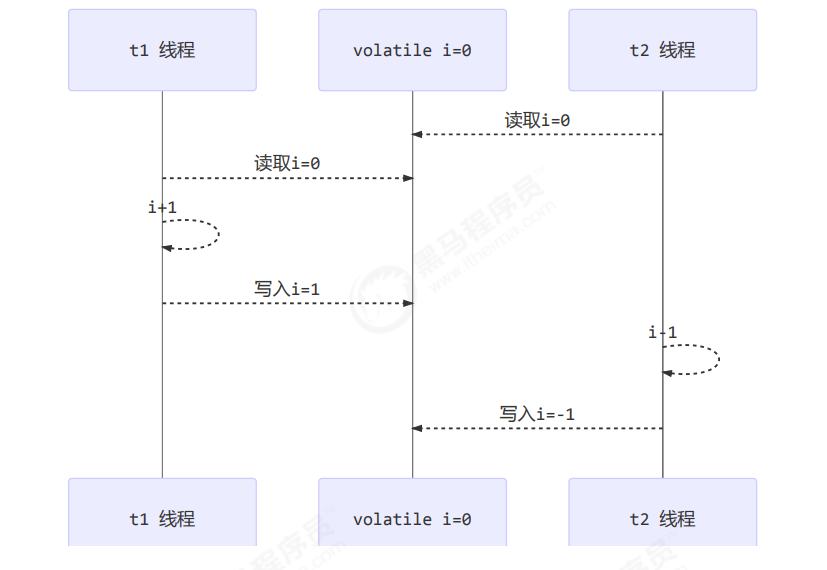 t1 线程
volatile i=0
t2 线程
读取i=0
读取i=0
i+1
写入i=1
i-1
写入i=-1
t1 线程
volatile i=0
t2 线程
黑马程序员
www.itheima.com